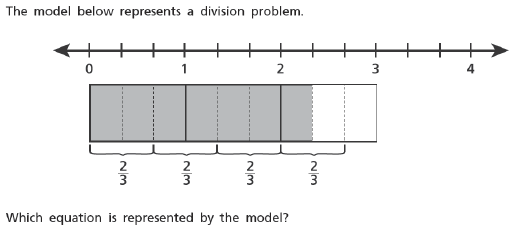 The model below represents a division problem.
0 1 2 3 4
2/3 2/3 2/3 2/3
Which equation is represented by the model?